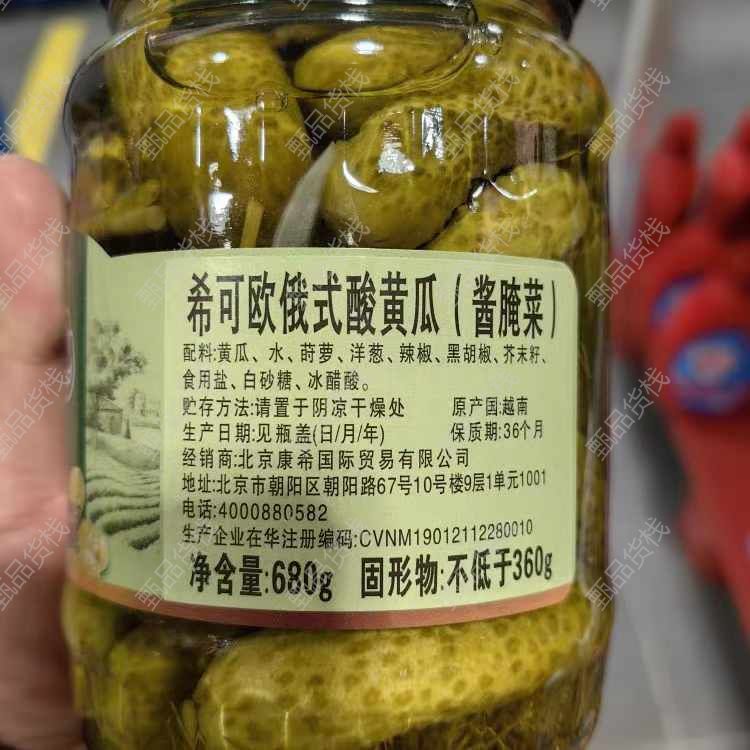 希可欧俄式酸黄瓜(酱腌菜)
配料:黄瓜、水、莳萝、洋葱、辣椒、黑胡椒、芥末籽、
食用盐、白砂糖、冰醋酸。
贮存方法:请置于阴凉干燥处 原产国:越南
生产日期:见瓶盖(日/月/年) 保质期:36个月
经销商:北京康希国际贸易有限公司
地址:北京市朝阳区朝阳路67号10号楼9层1单元1001
电话:4000880582
生产企业在华注册编码:CVNM19012112280010
净含量:680g 固形物:不低于360g
甄品货栈